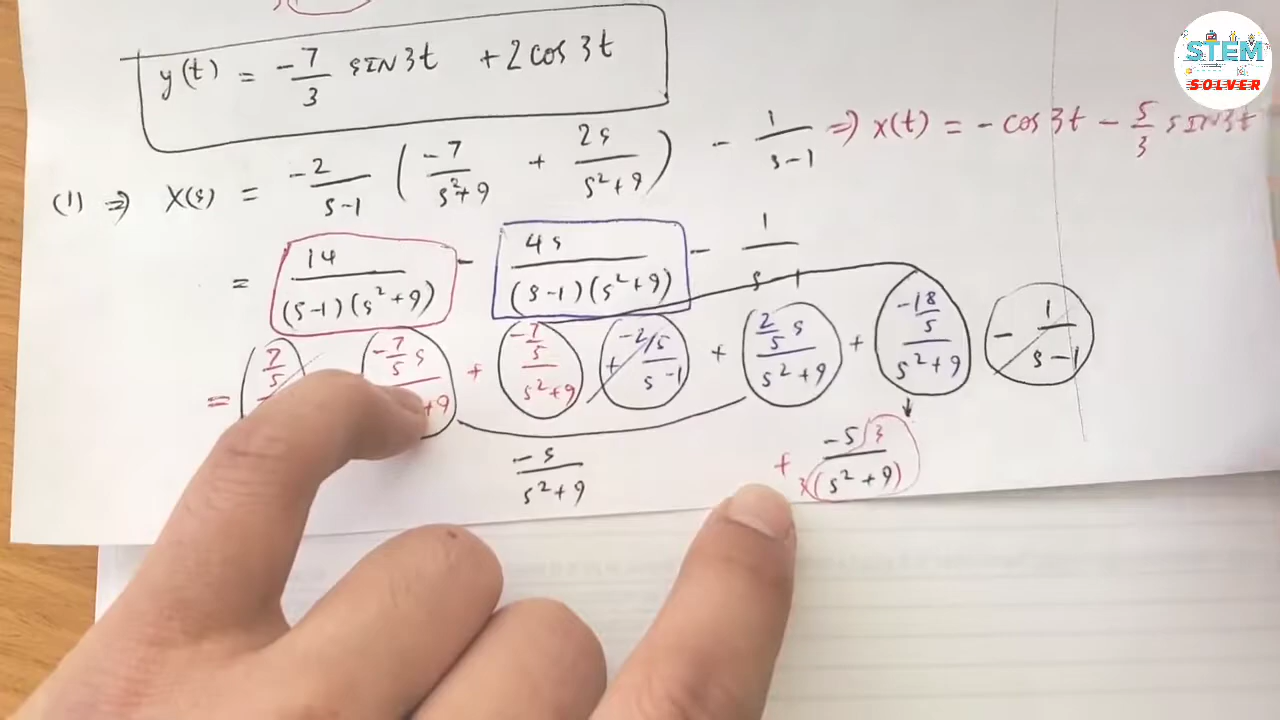 y(t) = -7/3 SIN3t + 2 cos 3t
(1) ⇒ X(s) = -2/(s-1) ( -7/(s²+9) + 2s/(s²+9) ) - 1/(s-1) ⇒ x(t) = - cos 3t - 5/3 SIN3t
= 14/((s-1)(s²+9)) - 4s/((s-1)(s²+9)) - 1/(s-1)
= 7/5 -7/5 s +9 + -7/5/(s²+9) + -2/5/(s-1) + 2/5 s/(s²+9) + -18/5/(s²+9) - 1/(s-1)
-s/(s²+9) + -5 3/3(s²+9)
STEM
SOLVER